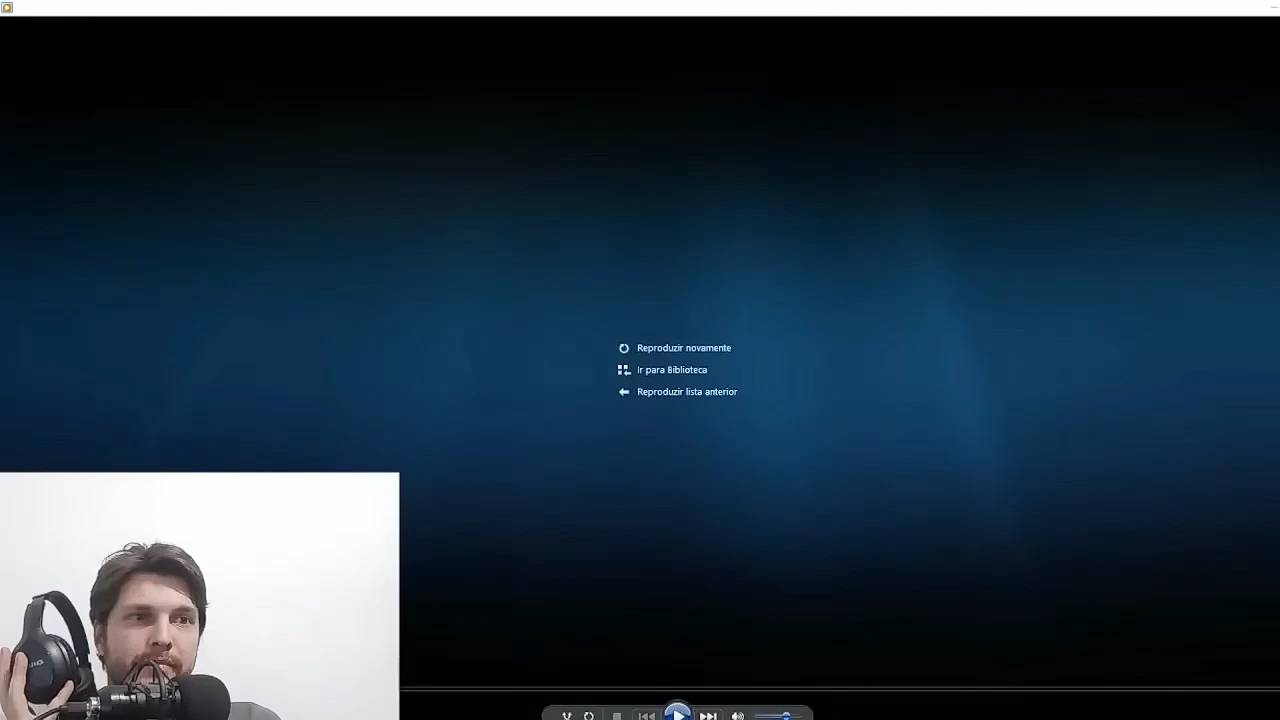 Reproduzir novamente
Ir para Biblioteca
Reproduzir lista anterior